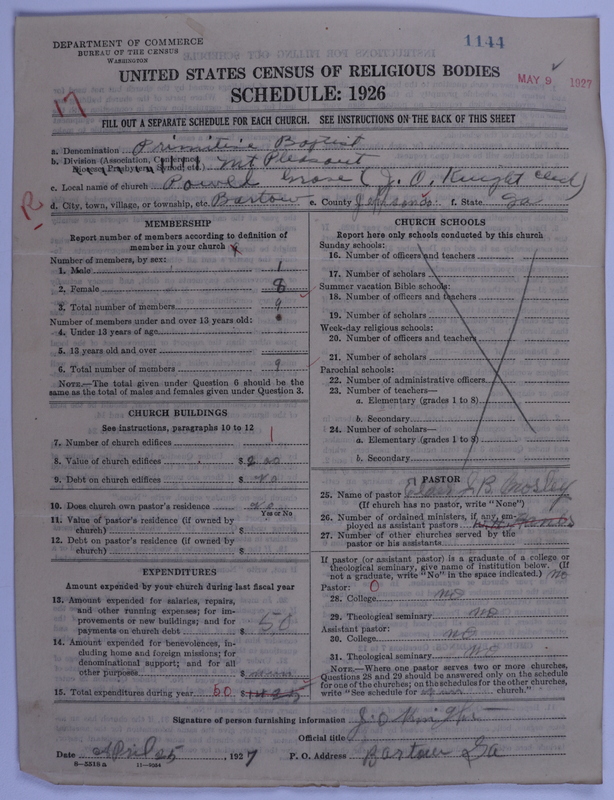 DEPARTMENT OF COMMERCE
BUREAU OF THE CENSUS
WASHINGTON
1144
MAY 9 1927
UNITED STATES CENSUS OF RELIGIOUS BODIES
SCHEDULE: 1926
17
FILL OUT A SEPARATE SCHEDULE FOR EACH CHURCH. SEE INSTRUCTIONS ON THE BACK OF THIS SHEET
a. Denomination Primitive Baptist
b. Division (Association, Conference, Mt Pleasant
Diocese, Presbytery, Synod, etc.)
c. Local name of church Grove (J. O. Knight
R
d. City, town, village, or township, etc. Bartow e. County Jefferson f. State Ga
MEMBERSHIP
Report number of members according to definition of
member in your church
Number of members, by sex:
1. Male 1
2. Female 8
3. Total number of members 9
Number of members under and over 13 years old:
4. Under 13 years of age
5. 13 years old and over
6. Total number of members 9
NOTE.—The total given under Question 6 should be the
same as the total of males and females given under Question 3.
CHURCH BUILDINGS
See instructions, paragraphs 10 to 12
7. Number of church edifices 1
8. Value of church edifices $ 200
9. Debt on church edifices $ No
10. Does church own pastor's residence No
Yes or No
11. Value of pastor's residence (if owned by
church) $
12. Debt on pastor's residence (if owned by
church) $
EXPENDITURES
Amount expended by your church during last fiscal year
13. Amount expended for salaries, repairs,
and other running expenses; for im-
provements or new buildings; and for
payments on church debt $ 50
14. Amount expended for benevolences, in-
cluding home and foreign missions; for
denominational support; and for all
other purposes $
15. Total expenditures during year 50 $
CHURCH SCHOOLS
Report here only schools conducted by this church
Sunday schools:
16. Number of officers and teachers
17. Number of scholars
Summer vacation Bible schools:
18. Number of officers and teachers
19. Number of scholars
Week-day religious schools:
20. Number of officers and teachers
21. Number of scholars
Parochial schools:
22. Number of administrative officers
23. Number of teachers—
a. Elementary (grades 1 to 8)
b. Secondary
24. Number of scholars—
a. Elementary (grades 1 to 8)
b. Secondary
PASTOR
25. Name of pastor Elder J. B. Mosley
(If church has no pastor, write "None")
26. Number of ordained ministers, if any, em-
ployed as assistant pastors
27. Number of other churches served by the
pastor or his assistants
If pastor (or assistant pastor) is a graduate of a college or
theological seminary, give name of institution below. (If
not a graduate, write "No" in the space indicated.) No
Pastor: 0
28. College no
29. Theological seminary no
Assistant pastor:
30. College no
31. Theological seminary no
NOTE.—Where one pastor serves two or more churches,
Questions 28 and 29 should be answered only on the schedule
for one of the churches; on the schedules for the other churches,
write "See schedule for church."
Signature of person furnishing information J. O Knight
Official title
Date April 25, 1927 P. O. Address Bartow Ga
8—5518 a 11—9084